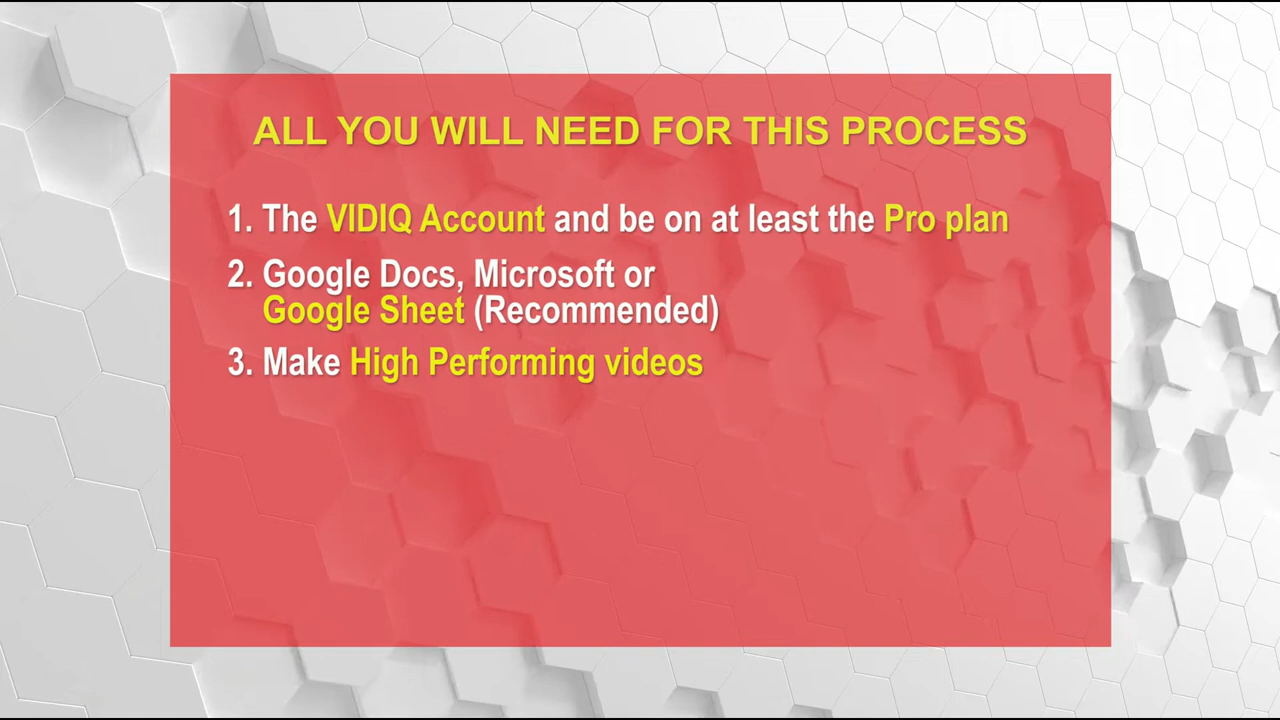 ALL YOU WILL NEED FOR THIS PROCESS
1. The VIDIQ Account and be on at least the Pro plan
2. Google Docs, Microsoft or
Google Sheet (Recommended)
3. Make High Performing videos